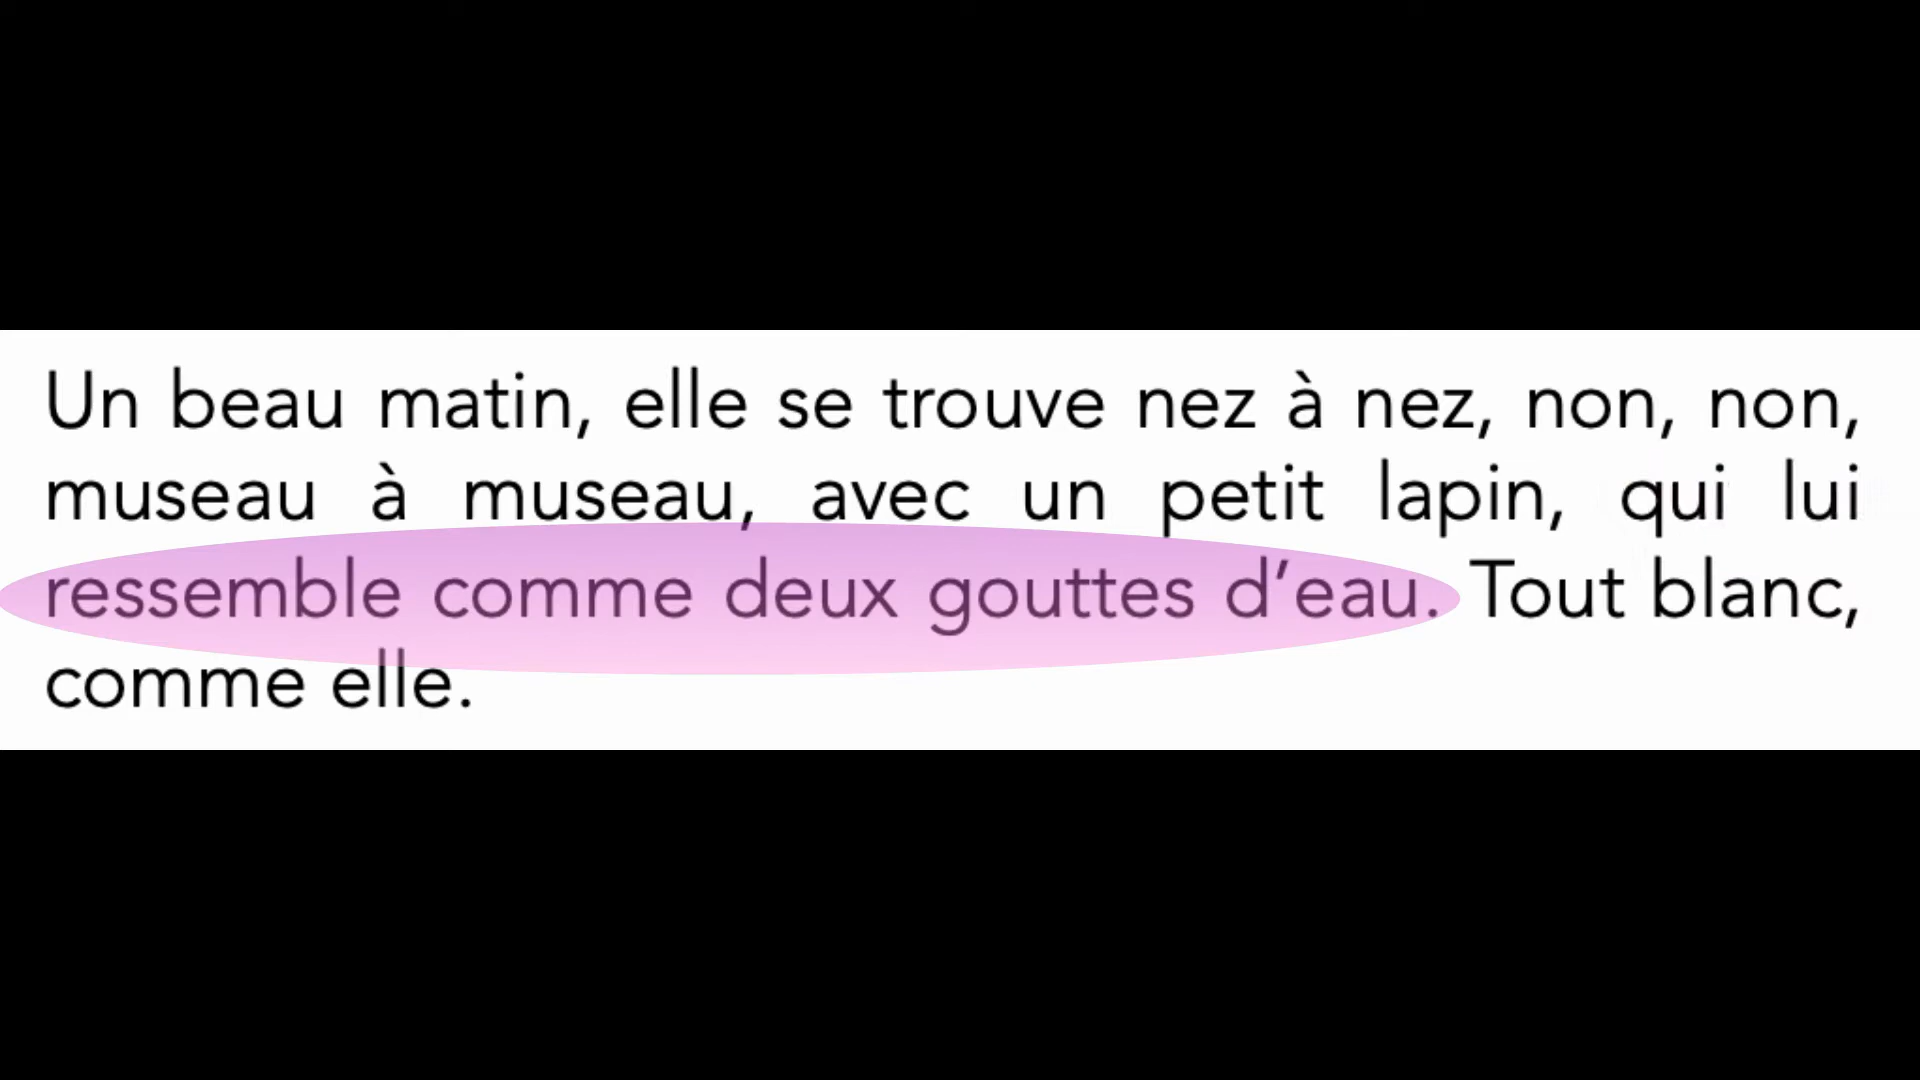 Un beau matin, elle se trouve nez à nez, non, non,
museau à museau, avec un petit lapin, qui lui
ressemble comme deux gouttes d’eau. Tout blanc,
comme elle.